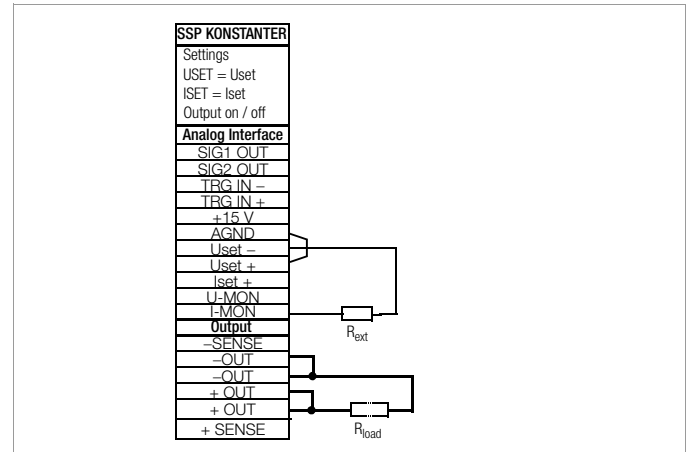 SSP KONSTANTER
Settings
USET = Uset
ISET = Iset
Output on / off
Analog Interface
SIG1 OUT
SIG2 OUT
TRG IN –
TRG IN +
+15 V
AGND
Uset –
Uset +
Iset +
U-MON
I-MON
Rext
Output
–SENSE
–OUT
–OUT
+ OUT
+ OUT
+ SENSE
Rload